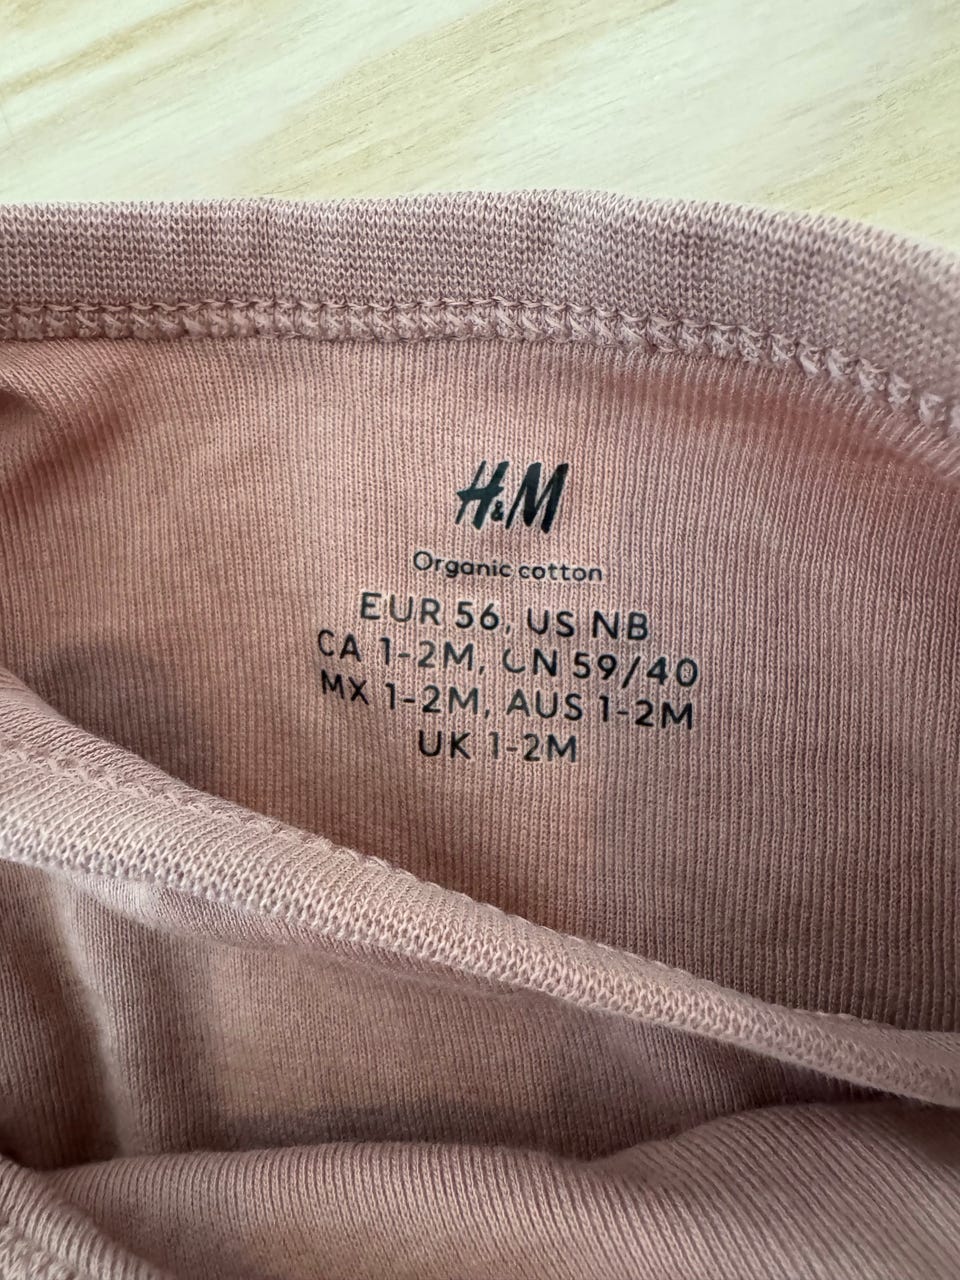 H&M
Organic cotton
EUR 56, US NB
CA 1-2M, CN 59/40
MX 1-2M, AUS 1-2M
UK 1-2M